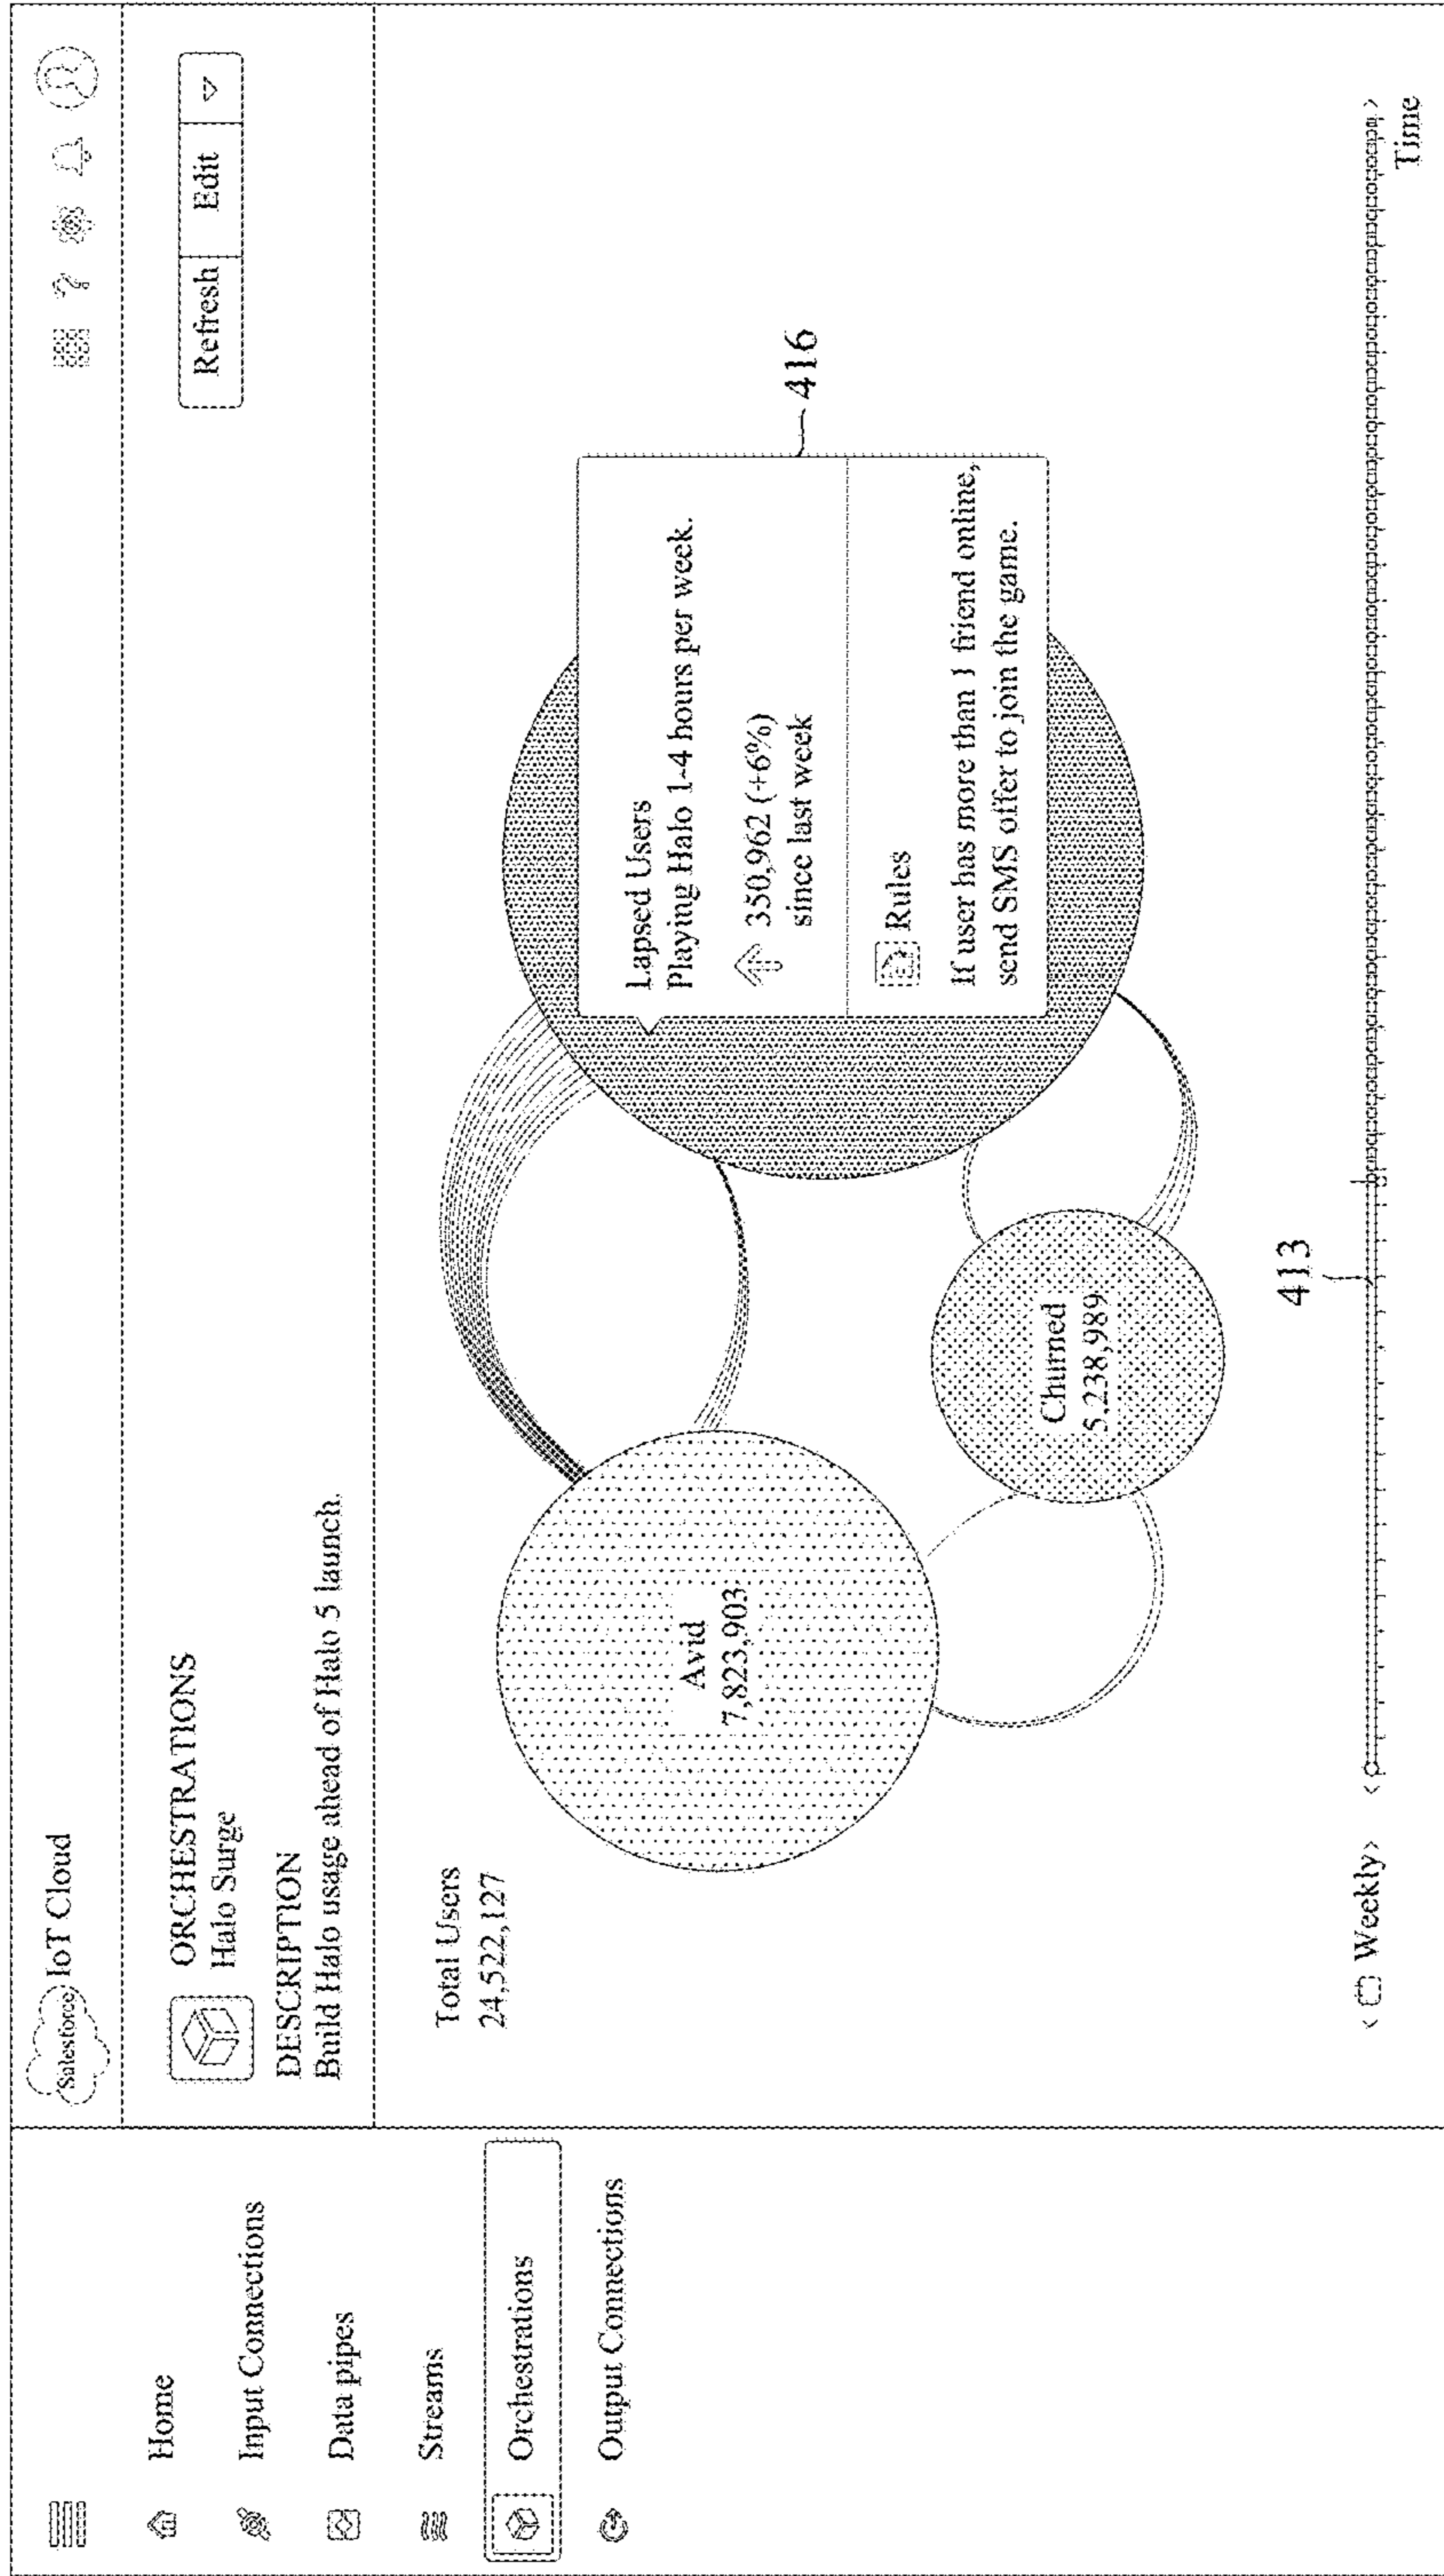 Salesforce IoT Cloud
Home
Input Connections
Data pipes
Streams
Orchestrations
Output Connections
ORCHESTRATIONS
Halo Surge
Refresh Edit
DESCRIPTION
Build Halo usage ahead of Halo 5 launch.
Total Users
24,522,127
Avid
7,823,903
Churned
5,238,989
Lapsed Users
Playing Halo 1-4 hours per week.
350,962 (+6%)
since last week
Rules
If user has more than 1 friend online,
send SMS offer to join the game.
416
413
< Weekly >
< >
Time